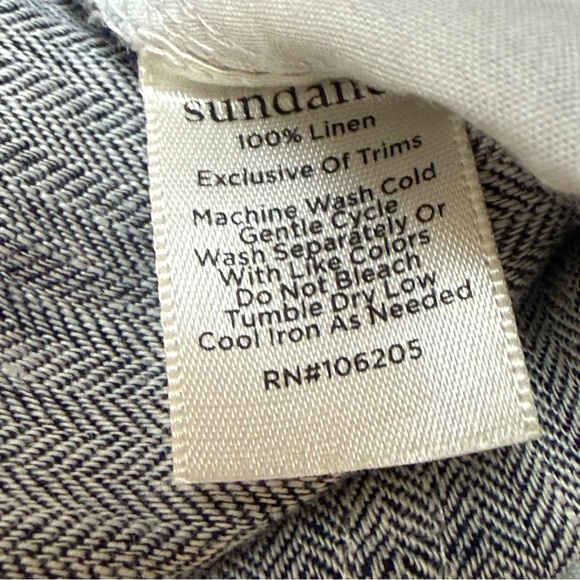 sundan
100% Linen
Exclusive Of Trims
Machine Wash Cold
Gentle Cycle
Wash Separately Or
With Like Colors
Do Not Bleach
Tumble Dry Low
Cool Iron As Needed
RN#106205